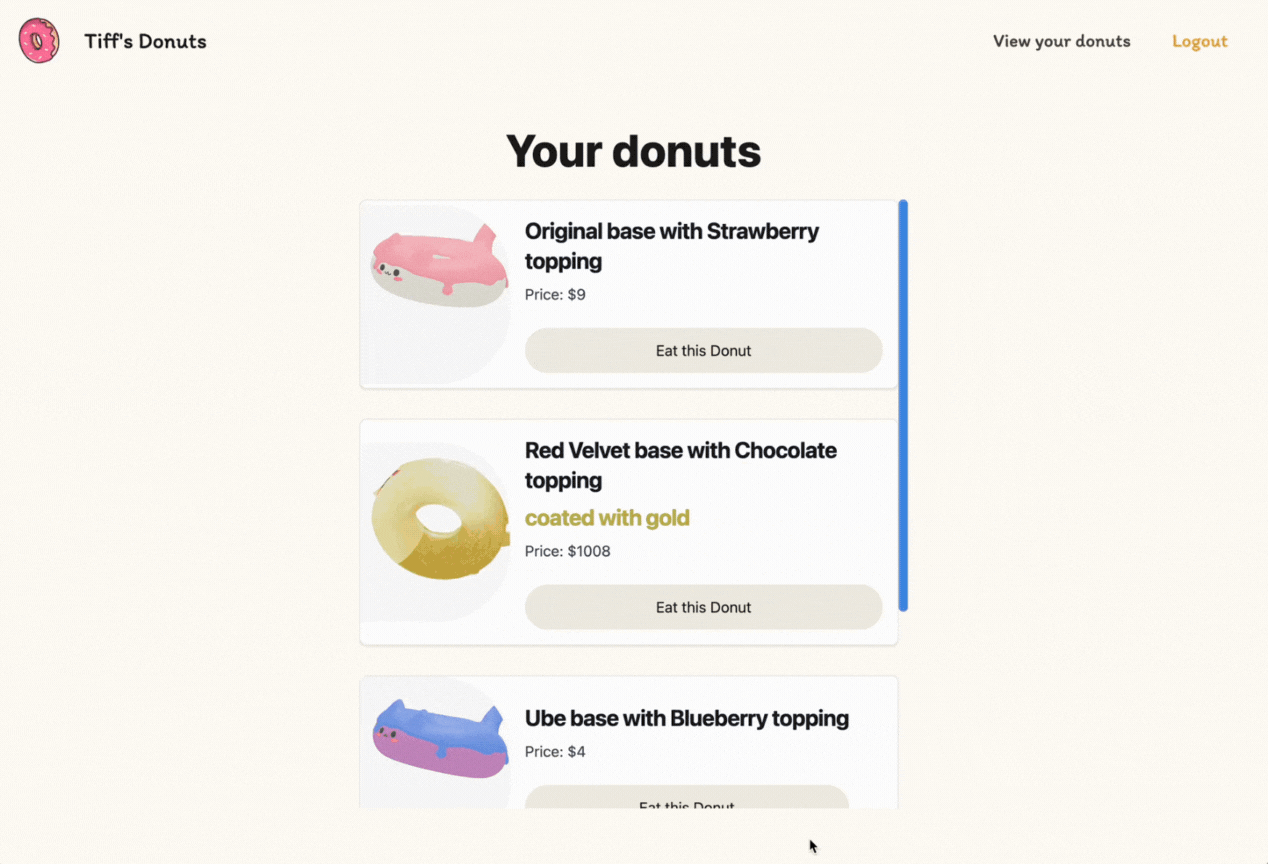 Tiff's Donuts
View your donuts
Logout
Your donuts
Original base with Strawberry
topping
Price: $9
Eat this Donut
Red Velvet base with Chocolate
topping
coated with gold
Price: $1008
Eat this Donut
Ube base with Blueberry topping
Price: $4
Eat this Donut